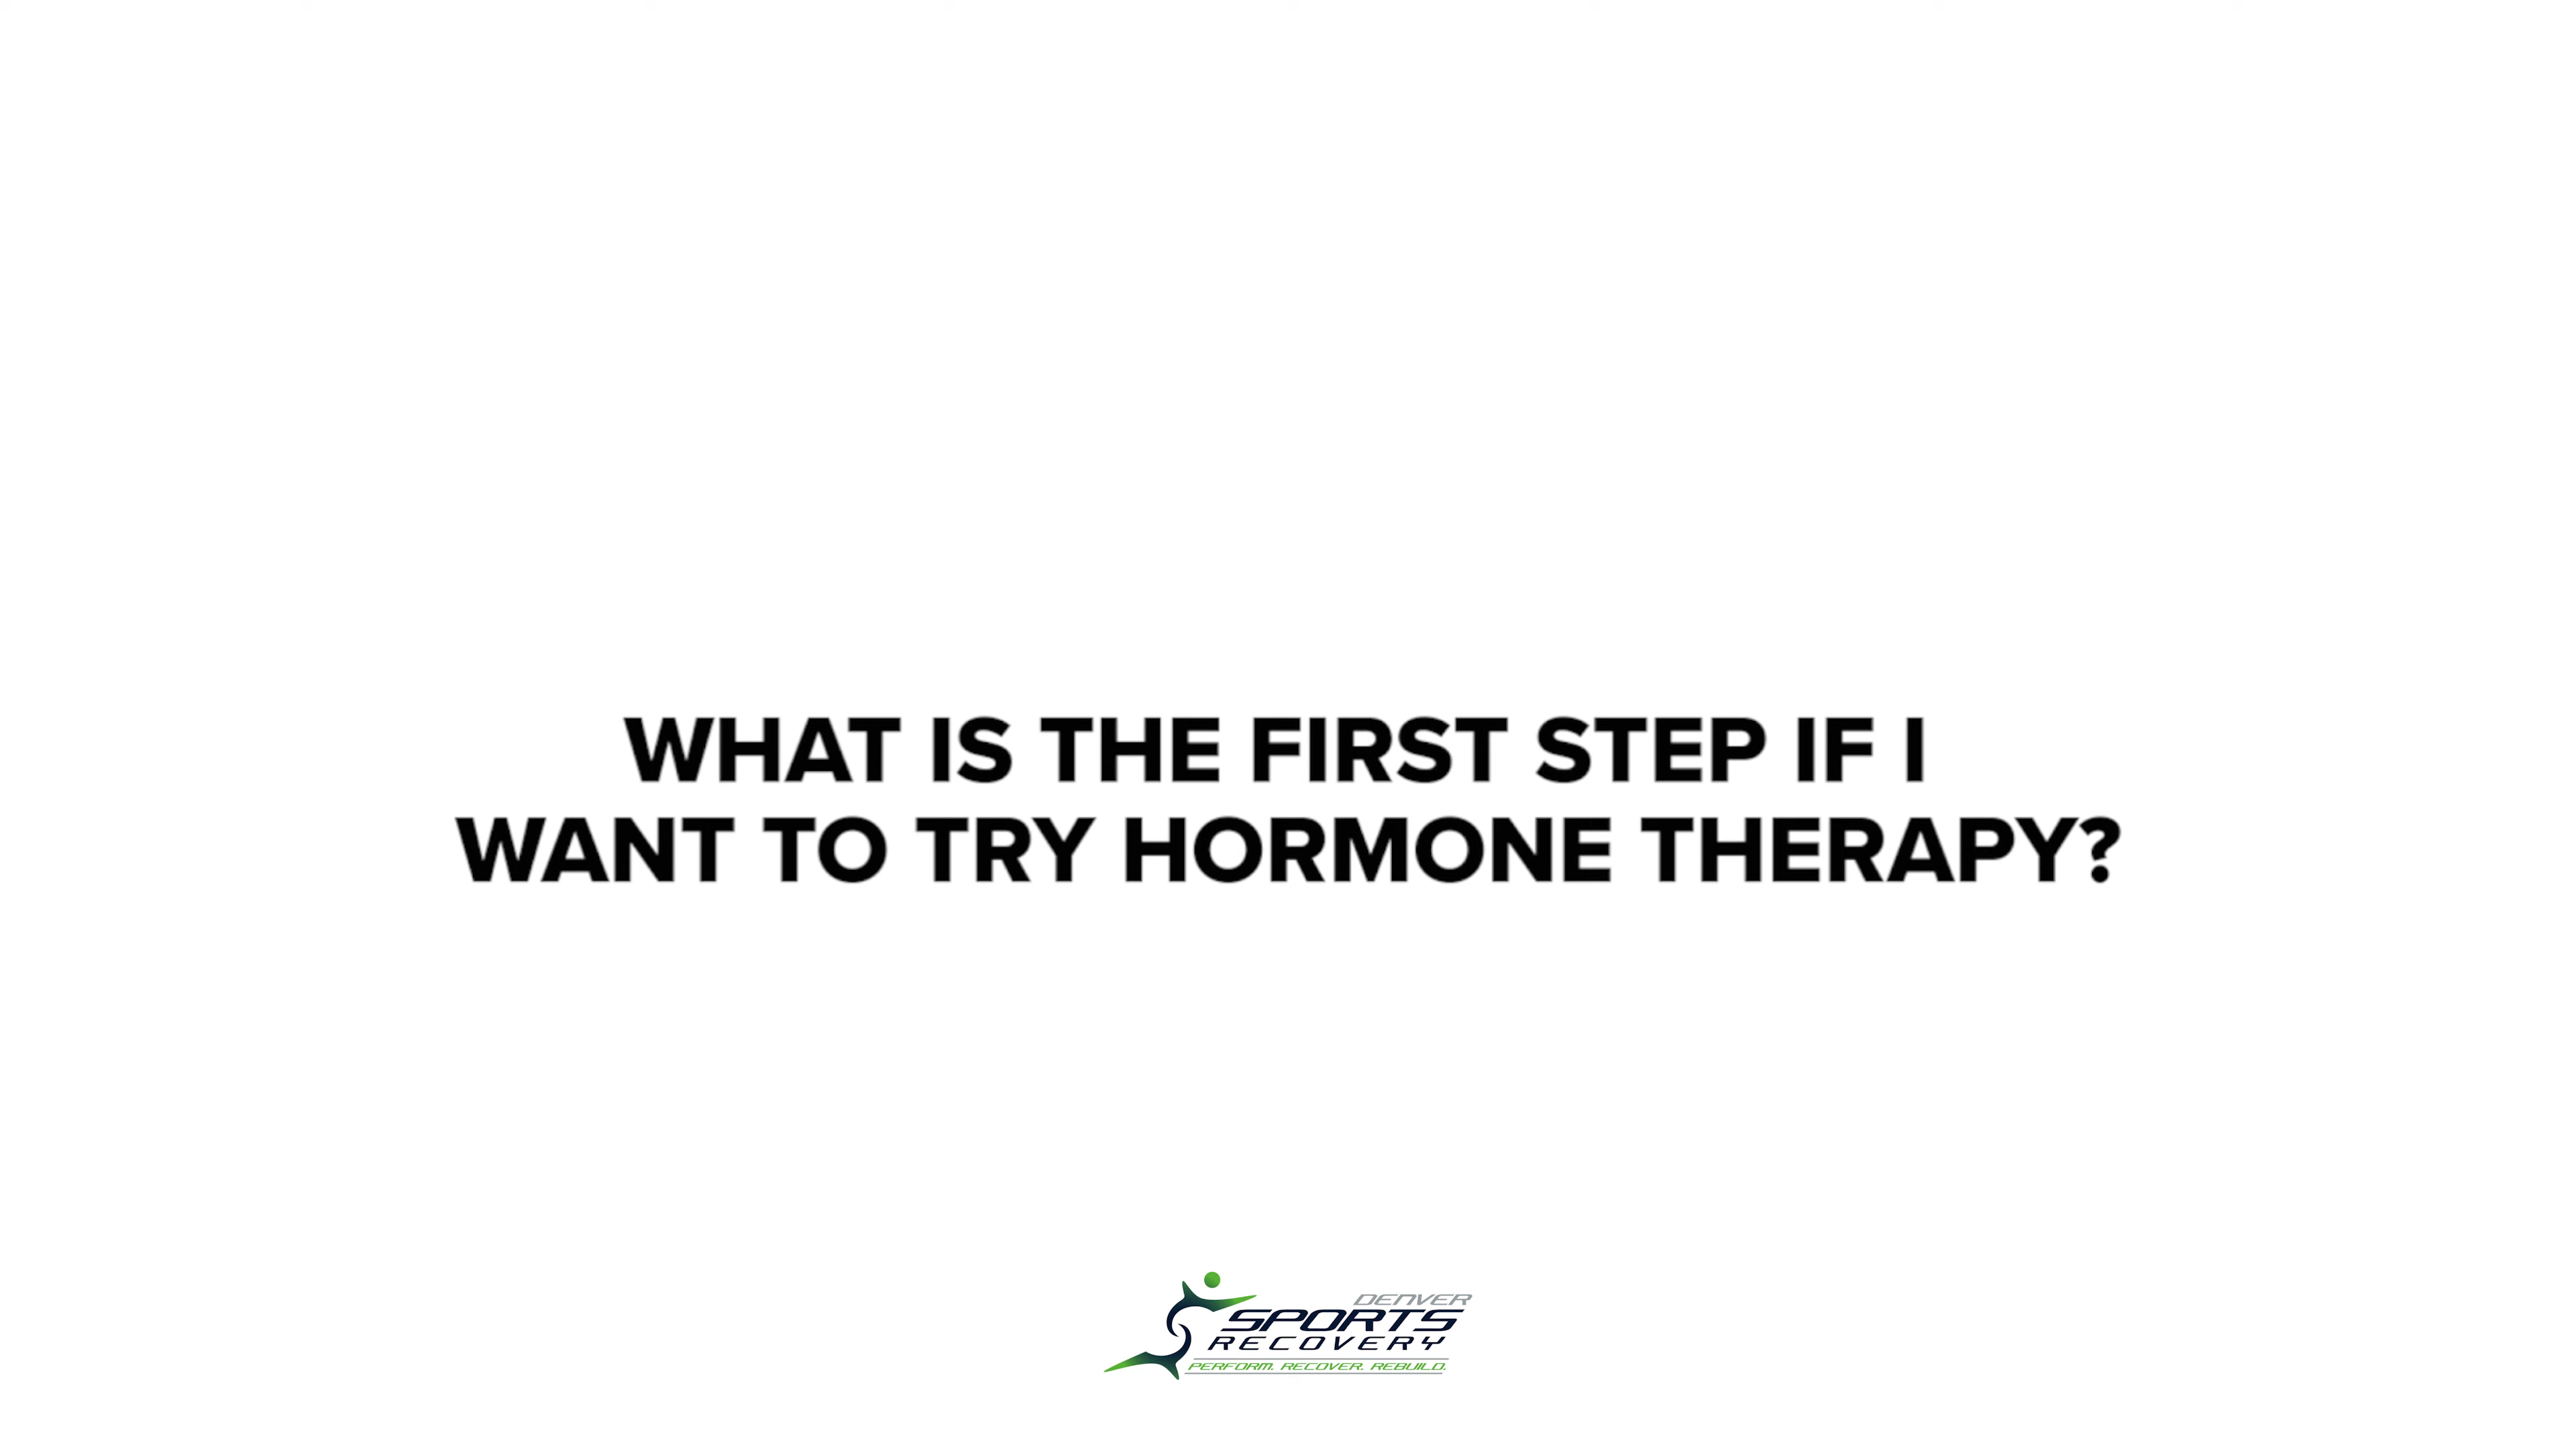 WHAT IS THE FIRST STEP IF I
WANT TO TRY HORMONE THERAPY?
DENVER
SPORTS
RECOVERY
PERFORM. RECOVER. REBUILD.